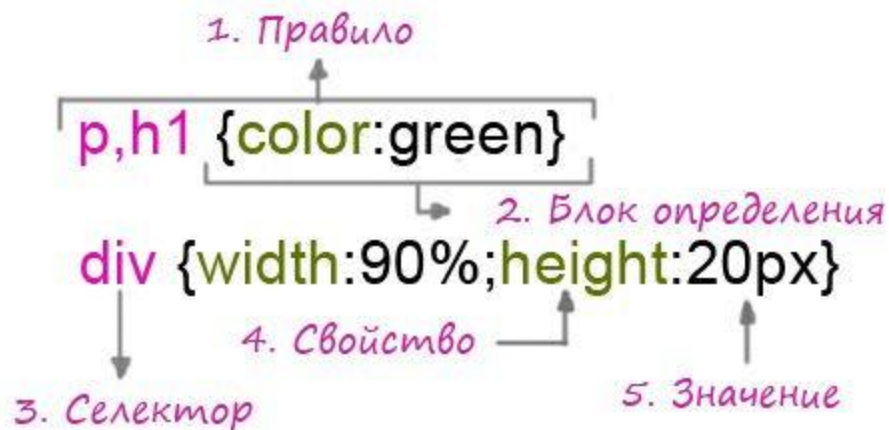 1. Правило
p,h1 {color:green}
2. Блок определения
div {width:90%;height:20px}
4. Свойство
5. Значение
3. Селектор